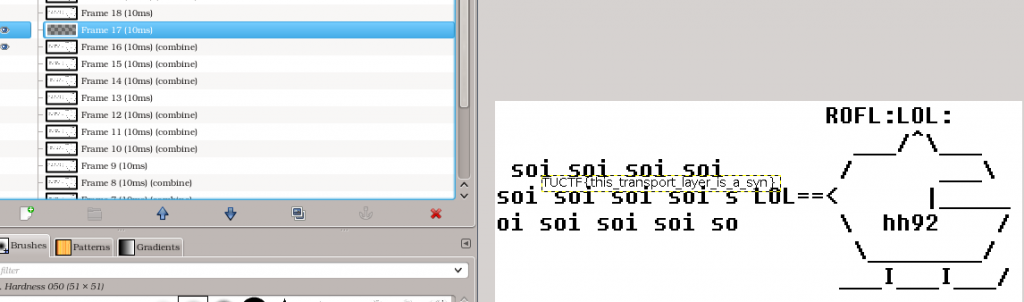 Frame 18 (10ms)
Frame 17 (10ms)
Frame 16 (10ms) (combine)
Frame 15 (10ms) (combine)
Frame 14 (10ms) (combine)
Frame 13 (10ms)
Frame 12 (10ms) (combine)
Frame 11 (10ms) (combine)
Frame 10 (10ms) (combine)
Frame 9 (10ms)
Frame 8 (10ms) (combine)
Brushes Patterns Gradients
filter
. Hardness 050 (51 × 51)
ROFL:LOL:
soi soi soi soi
TUCTF{this_transport_layer_is_a_syn}
soi soi soi soi s LOL==<
oi soi soi soi so
hh92